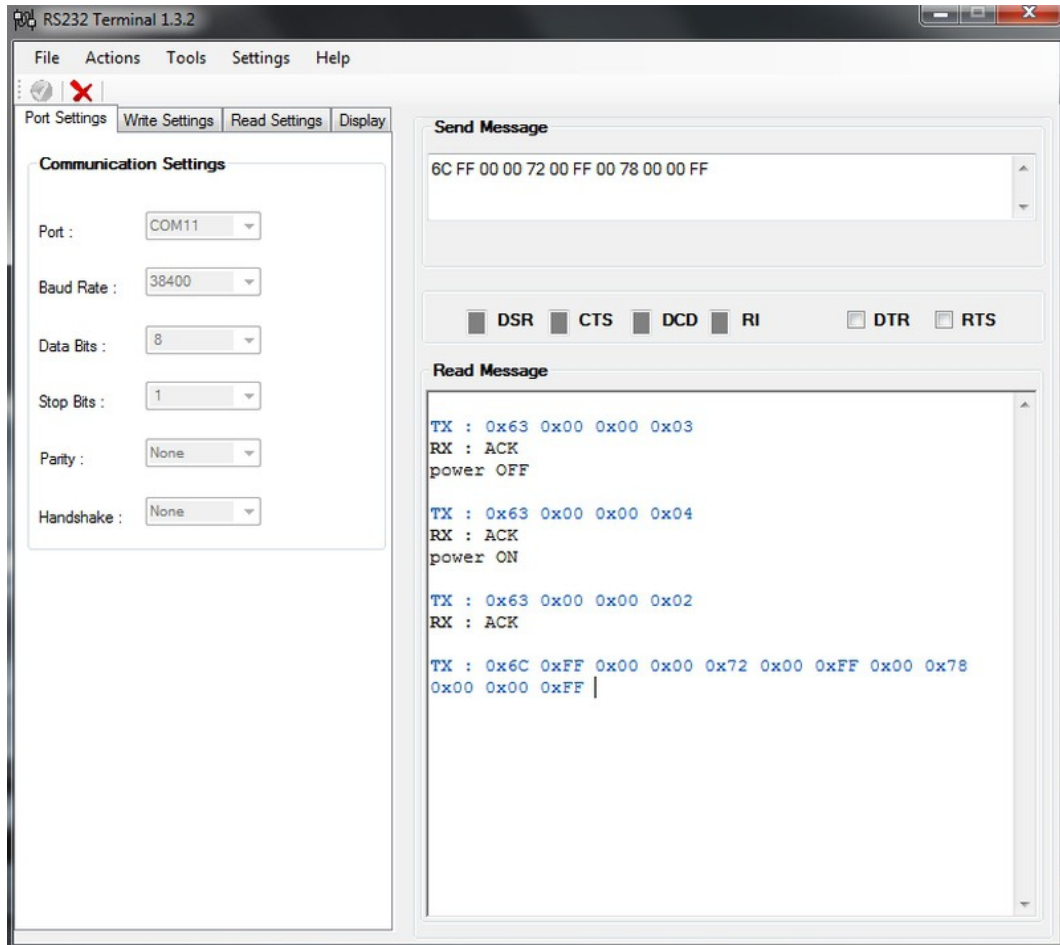 RS232 Terminal 1.3.2
File Actions Tools Settings Help
Port Settings Write Settings Read Settings Display
Communication Settings
Port : COM11
Baud Rate : 38400
Data Bits : 8
Stop Bits : 1
Parity : None
Handshake : None
Send Message
6C FF 00 00 72 00 FF 00 78 00 00 FF
DSR CTS DCD RI DTR RTS
Read Message
TX : 0x63 0x00 0x00 0x03
RX : ACK
power OFF
TX : 0x63 0x00 0x00 0x04
RX : ACK
power ON
TX : 0x63 0x00 0x00 0x02
RX : ACK
TX : 0x6C 0xFF 0x00 0x00 0x72 0x00 0xFF 0x00 0x78
0x00 0x00 0xFF